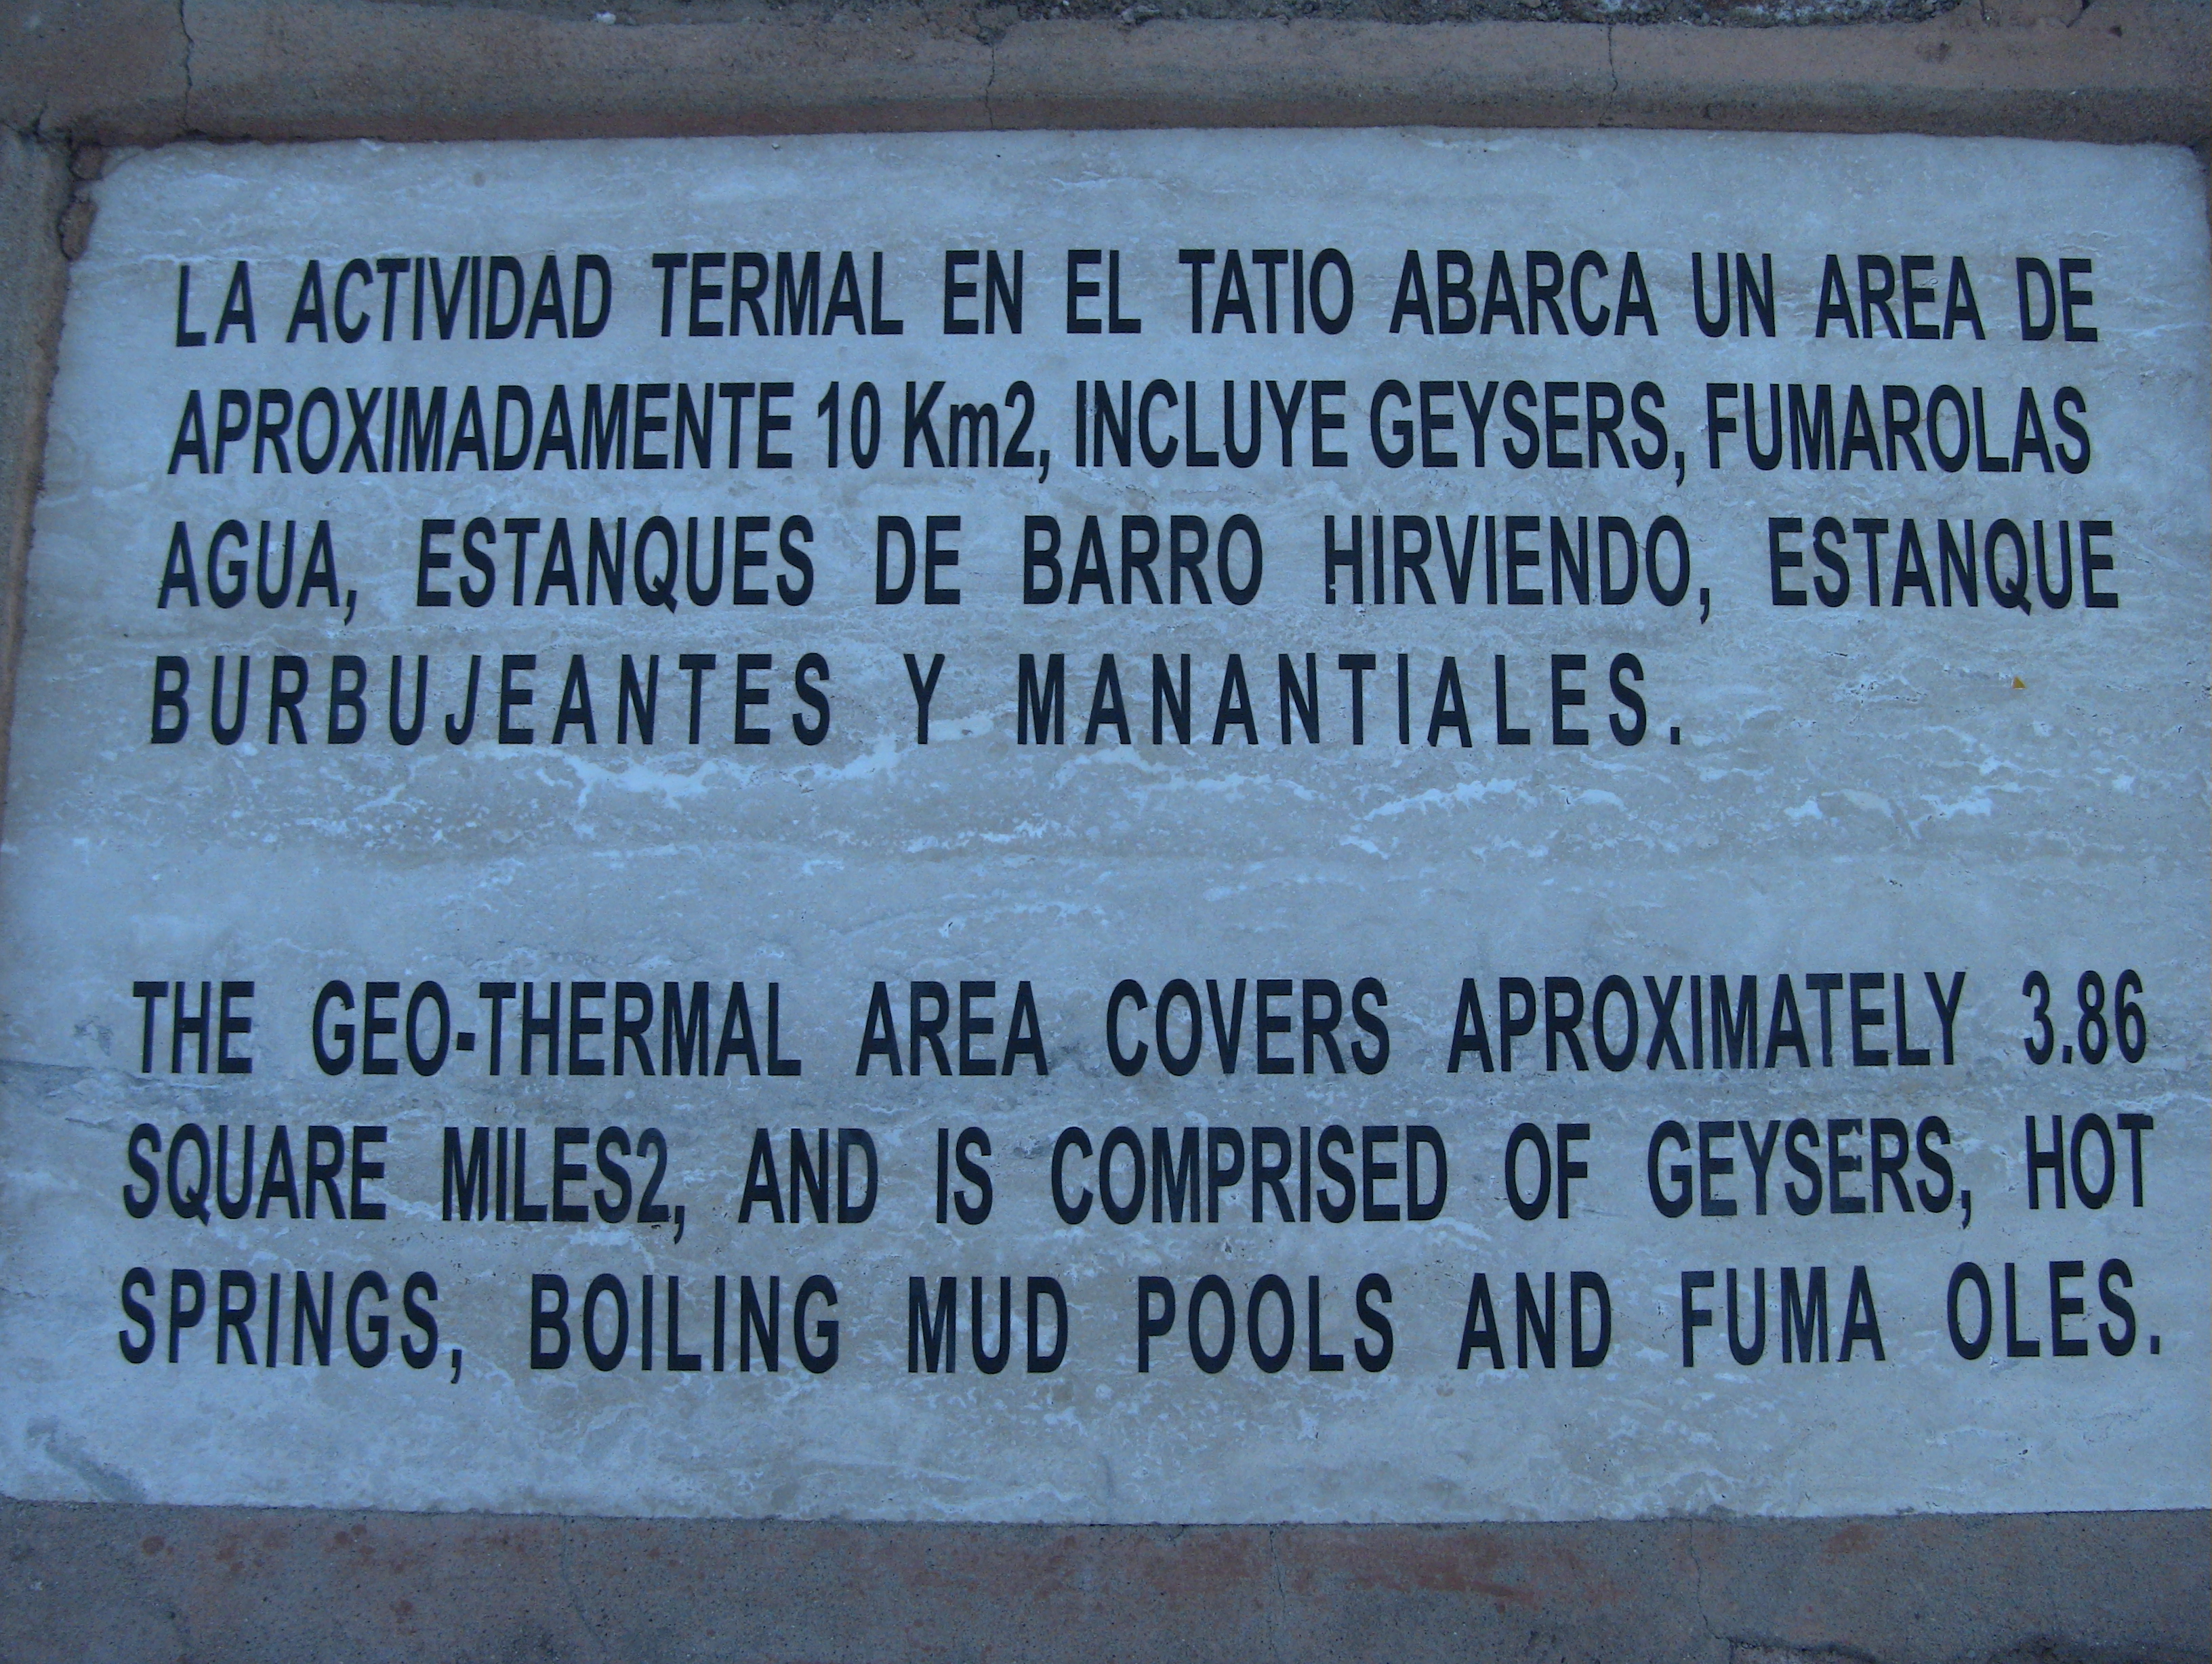 LA ACTIVIDAD TERMAL EN EL TATIO ABARCA UN AREA DE
APROXIMADAMENTE 10 Km2, INCLUYE GEYSERS, FUMAROLAS
AGUA, ESTANQUES DE BARRO HIRVIENDO, ESTANQUE
BURBUJEANTES Y MANANTIALES.
THE GEO-THERMAL AREA COVERS APROXIMATELY 3.86
SQUARE MILES2, AND IS COMPRISED OF GEYSERS, HOT
SPRINGS, BOILING MUD POOLS AND FUMA OLES.